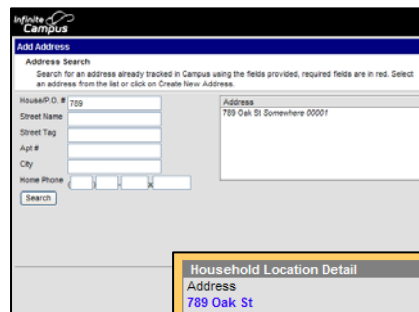 Infinite
Campus
Add Address
Address Search
Search for an address already tracked in Campus using the fields provided, required fields are in red. Select
an address from the list or click on Create New Address.
House/P.O. # 789
Street Name
Street Tag
Apt #
City
Home Phone ( ) - x
Search
Address
789 Oak St Somewhere 00001
Household Location Detail
Address
789 Oak St